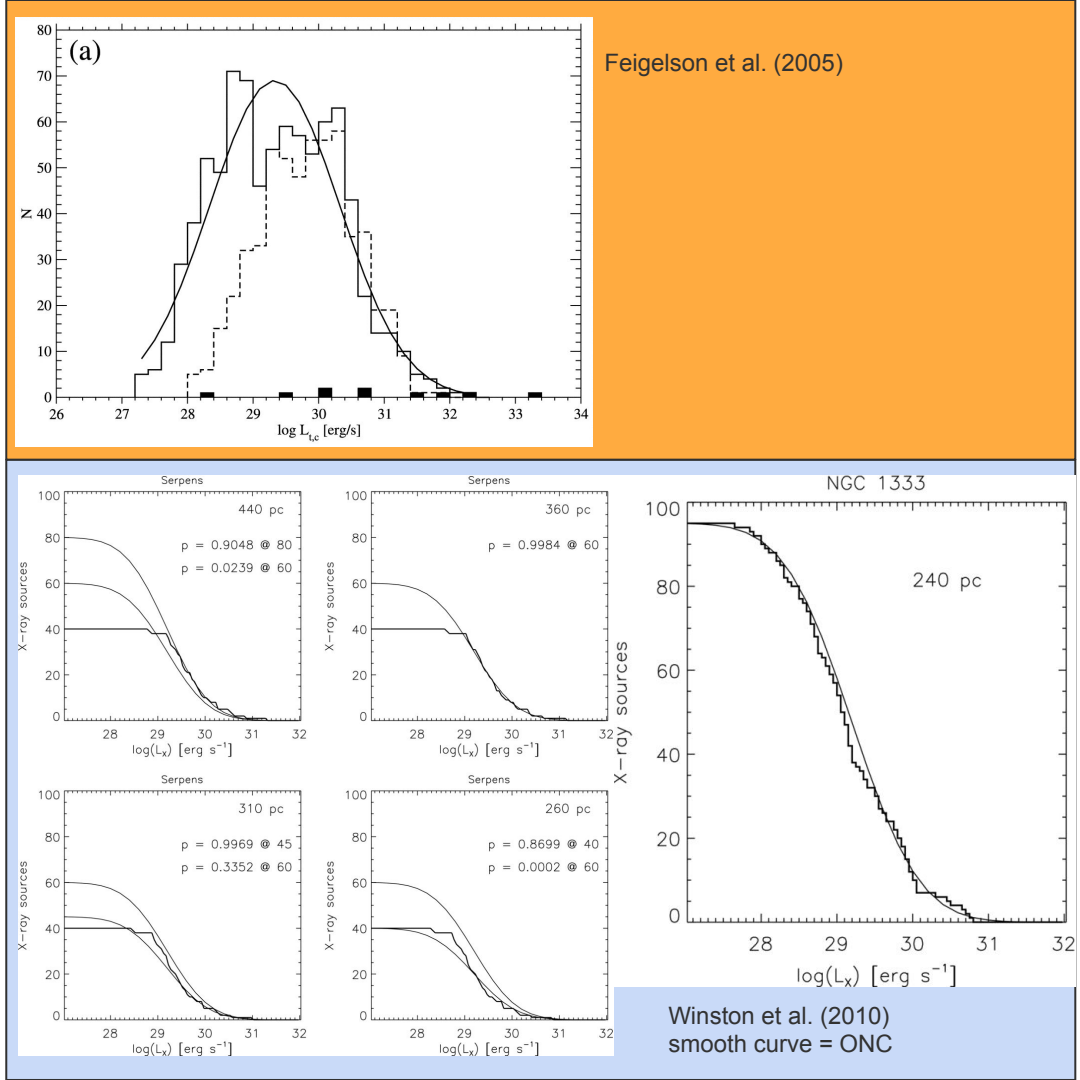 (a)
Feigelson et al. (2005)
80
70
60
50
40
30
20
10
0
N
26 27 28 29 30 31 32 33 34
log L_{t,c} [erg/s]
Serpens
440 pc
p = 0.9048 @ 80
p = 0.0239 @ 60
100
80
60
40
20
0
X-ray sources
27 28 29 30 31 32
log(L_X) [erg s^{-1}]
Serpens
360 pc
p = 0.9984 @ 60
100
80
60
40
20
0
X-ray sources
27 28 29 30 31 32
log(L_X) [erg s^{-1}]
Serpens
310 pc
p = 0.9969 @ 45
p = 0.3352 @ 60
100
80
60
40
20
0
X-ray sources
27 28 29 30 31 32
log(L_X) [erg s^{-1}]
Serpens
260 pc
p = 0.8699 @ 40
p = 0.0002 @ 60
100
80
60
40
20
0
X-ray sources
27 28 29 30 31 32
log(L_X) [erg s^{-1}]
NGC 1333
240 pc
100
80
60
40
20
0
X-ray sources
28 29 30 31 32
log(L_X) [erg s^{-1}]
Winston et al. (2010)
smooth curve = ONC